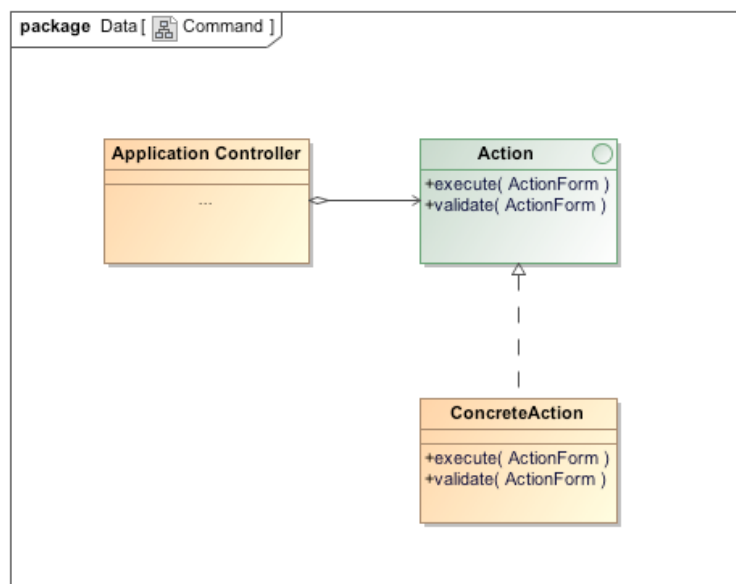 package Data [ Command ]
Application Controller
...
Action
+execute( ActionForm )
+validate( ActionForm )
ConcreteAction
+execute( ActionForm )
+validate( ActionForm )